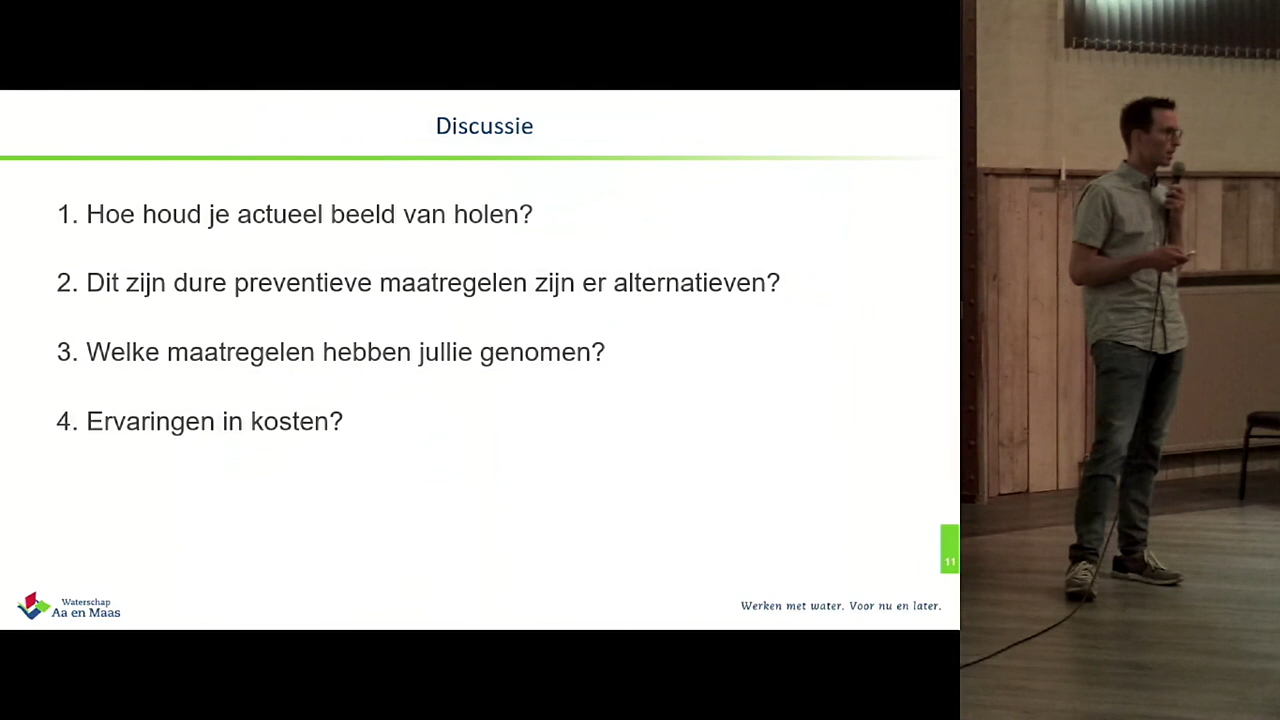 Discussie
1. Hoe houd je actueel beeld van holen?
2. Dit zijn dure preventieve maatregelen zijn er alternatieven?
3. Welke maatregelen hebben jullie genomen?
4. Ervaringen in kosten?
11
Waterschap
Aa en Maas
Werken met water. Voor nu en later.